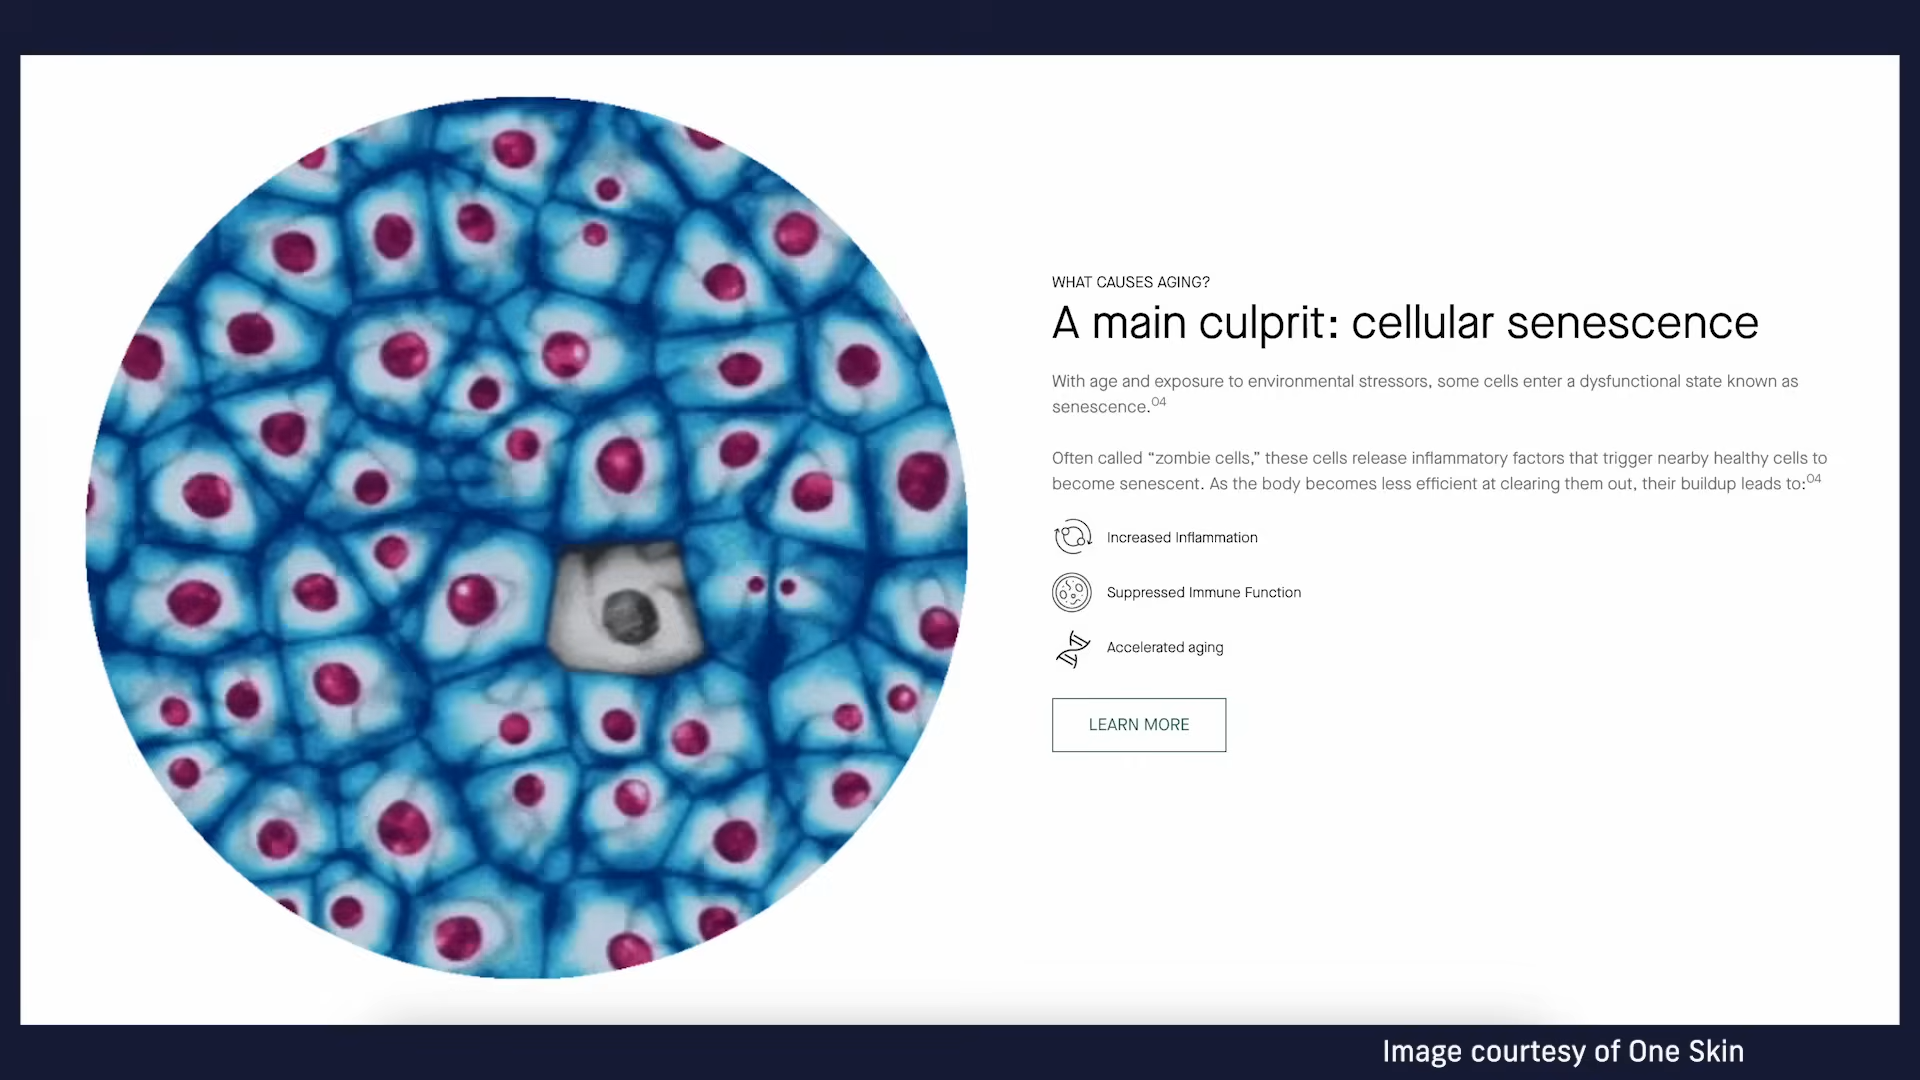 WHAT CAUSES AGING?
A main culprit: cellular senescence
With age and exposure to environmental stressors, some cells enter a dysfunctional state known as
senescence.04
Often called “zombie cells,” these cells release inflammatory factors that trigger nearby healthy cells to
become senescent. As the body becomes less efficient at clearing them out, their buildup leads to:04
Increased Inflammation
Suppressed Immune Function
Accelerated aging
LEARN MORE
Image courtesy of One Skin